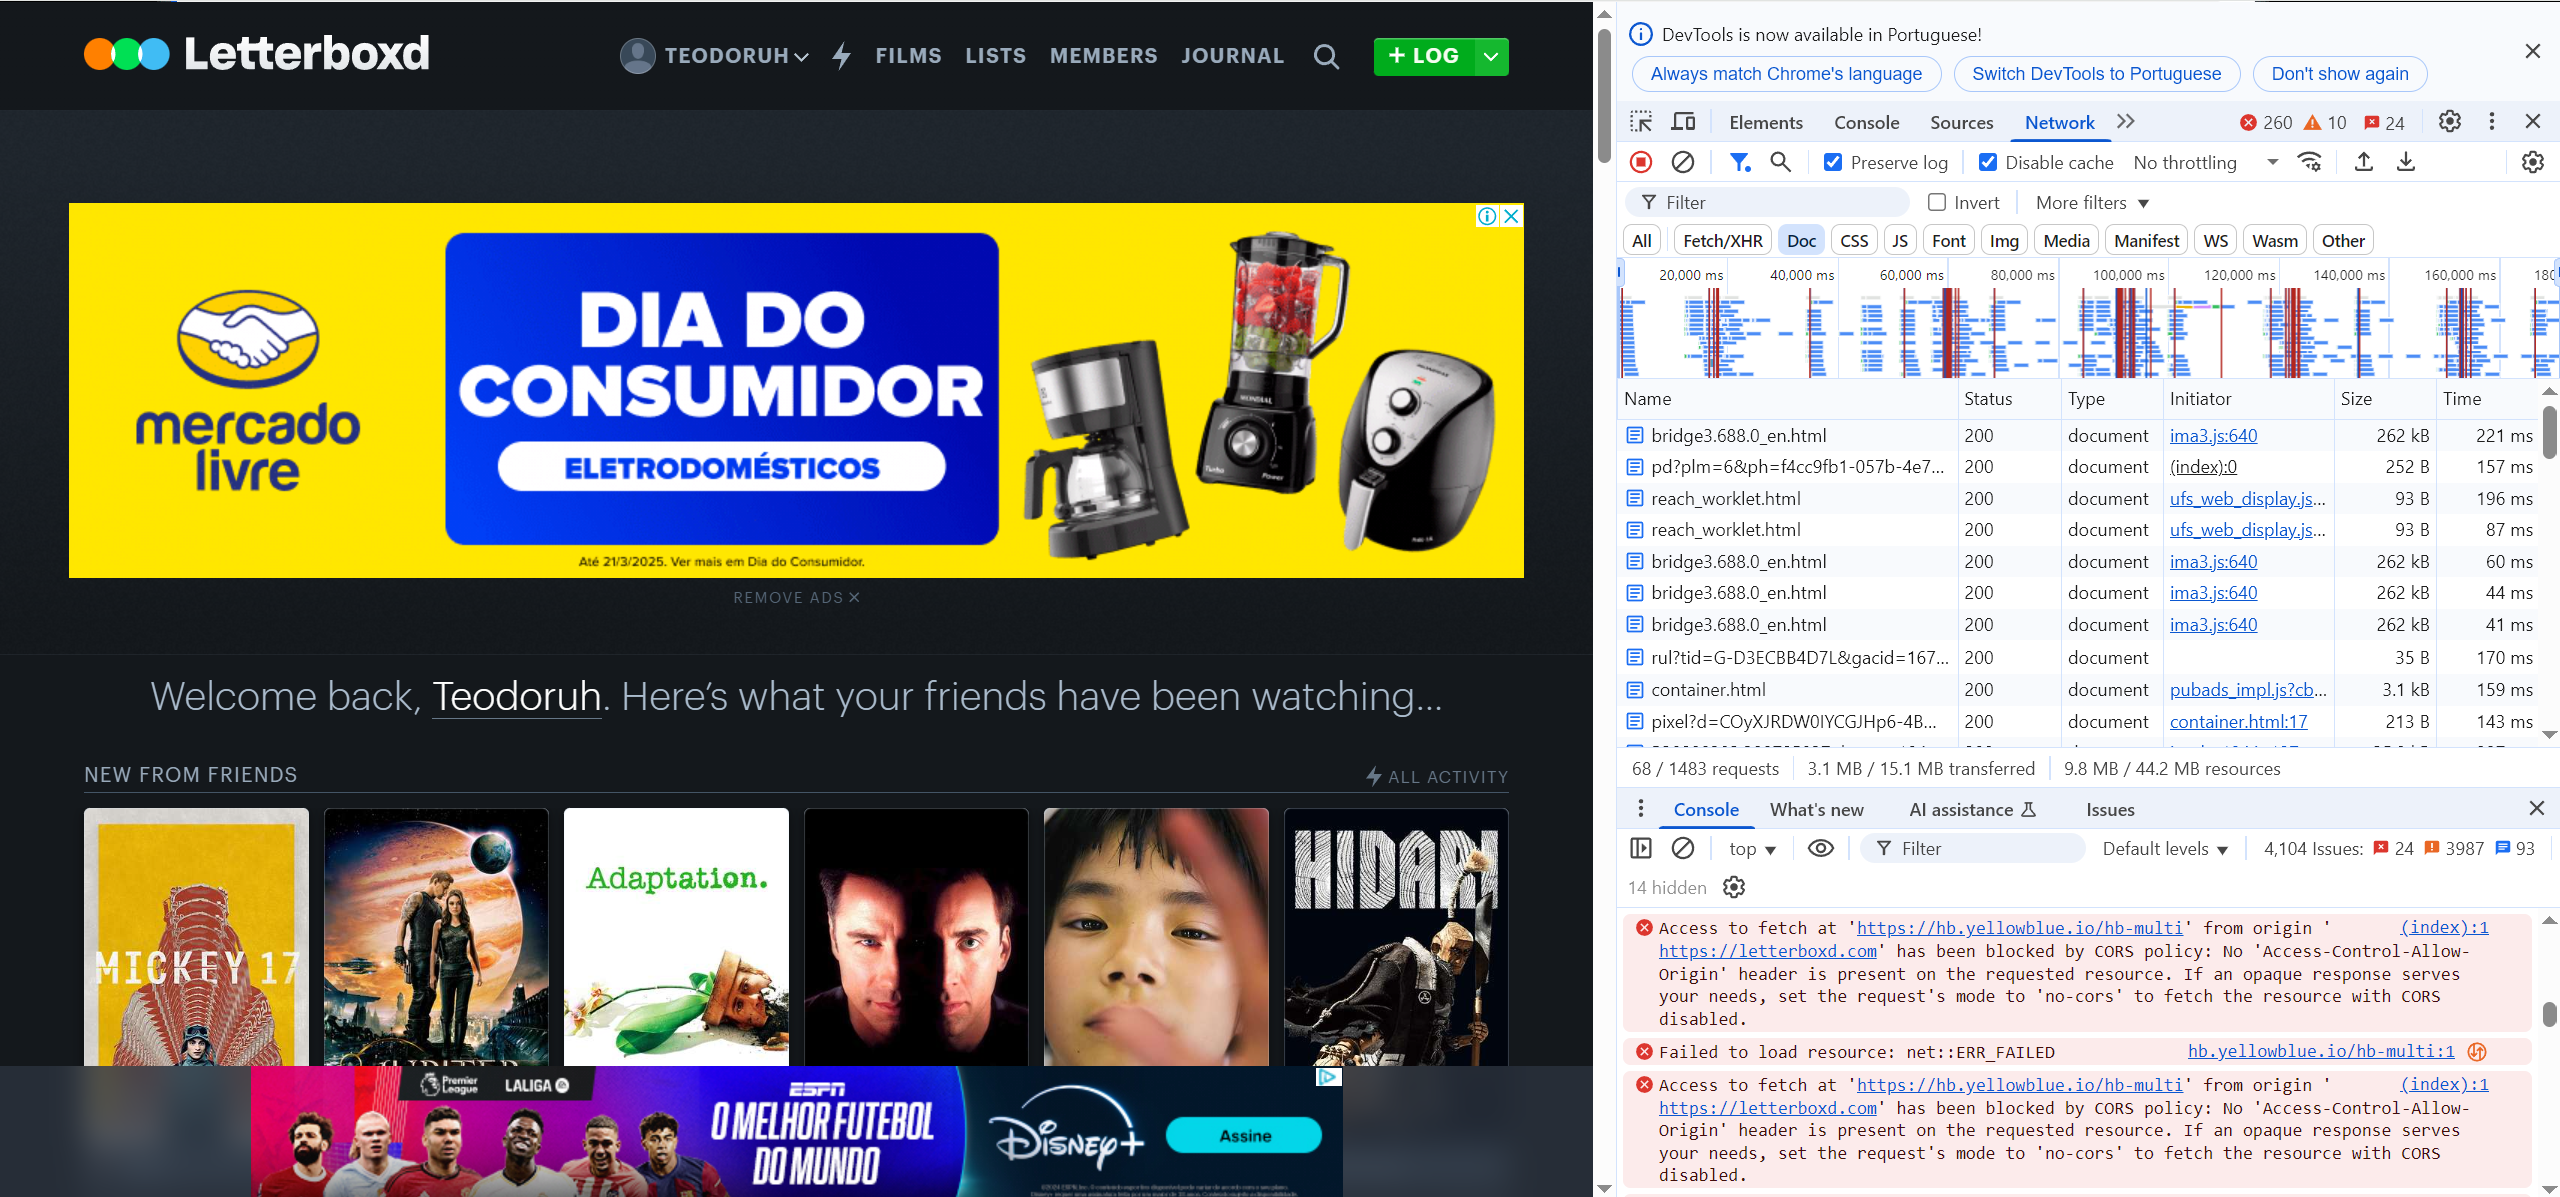 Letterboxd
TEODORUH
FILMS
LISTS
MEMBERS
JOURNAL
+ LOG
mercado
livre
DIA DO
CONSUMIDOR
ELETRODOMÉSTICOS
Até 21/3/2025. Ver mais em Dia do Consumidor.
MONDIAL
Turbo
Power
REMOVE ADS ×
Welcome back, Teodoruh. Here's what your friends have been watching...
NEW FROM FRIENDS
ALL ACTIVITY
MICKEY 17
Adaptation.
HIDARI
Premier
League
LALIGA
ESPN
O MELHOR FUTEBOL
DO MUNDO
Disney+
Assine
DevTools is now available in Portuguese!
Always match Chrome's language
Switch DevTools to Portuguese
Don't show again
Elements
Console
Sources
Network
260
10
24
Preserve log
Disable cache
No throttling
Filter
Invert
More filters
All
Fetch/XHR
Doc
CSS
JS
Font
Img
Media
Manifest
WS
Wasm
Other
20,000 ms
40,000 ms
60,000 ms
80,000 ms
100,000 ms
120,000 ms
140,000 ms
160,000 ms
180
Name Status Type Initiator Size Time
bridge3.688.0_en.html 200 document ima3.js:640 262 kB 221 ms
pd?plm=6&ph=f4cc9fb1-057b-4e7... 200 document (index):0 252 B 157 ms
reach_worklet.html 200 document ufs_web_display.js... 93 B 196 ms
reach_worklet.html 200 document ufs_web_display.js... 93 B 87 ms
bridge3.688.0_en.html 200 document ima3.js:640 262 kB 60 ms
bridge3.688.0_en.html 200 document ima3.js:640 262 kB 44 ms
bridge3.688.0_en.html 200 document ima3.js:640 262 kB 41 ms
rul?tid=G-D3ECBB4D7L&gacid=167... 200 document 35 B 170 ms
container.html 200 document pubads_impl.js?cb... 3.1 kB 159 ms
pixel?d=COyXJRDW0IYCGJHp6-4B... 200 document container.html:17 213 B 143 ms
68 / 1483 requests
3.1 MB / 15.1 MB transferred
9.8 MB / 44.2 MB resources
Console
What's new
AI assistance
Issues
top
Filter
Default levels
4,104 Issues: 24 3987 93
14 hidden
Access to fetch at 'https://hb.yellowblue.io/hb-multi' from origin ' (index):1
https://letterboxd.com' has been blocked by CORS policy: No 'Access-Control-Allow-
Origin' header is present on the requested resource. If an opaque response serves
your needs, set the request's mode to 'no-cors' to fetch the resource with CORS
disabled.
Failed to load resource: net::ERR_FAILED hb.yellowblue.io/hb-multi:1
Access to fetch at 'https://hb.yellowblue.io/hb-multi' from origin ' (index):1
https://letterboxd.com' has been blocked by CORS policy: No 'Access-Control-Allow-
Origin' header is present on the requested resource. If an opaque response serves
your needs, set the request's mode to 'no-cors' to fetch the resource with CORS
disabled.